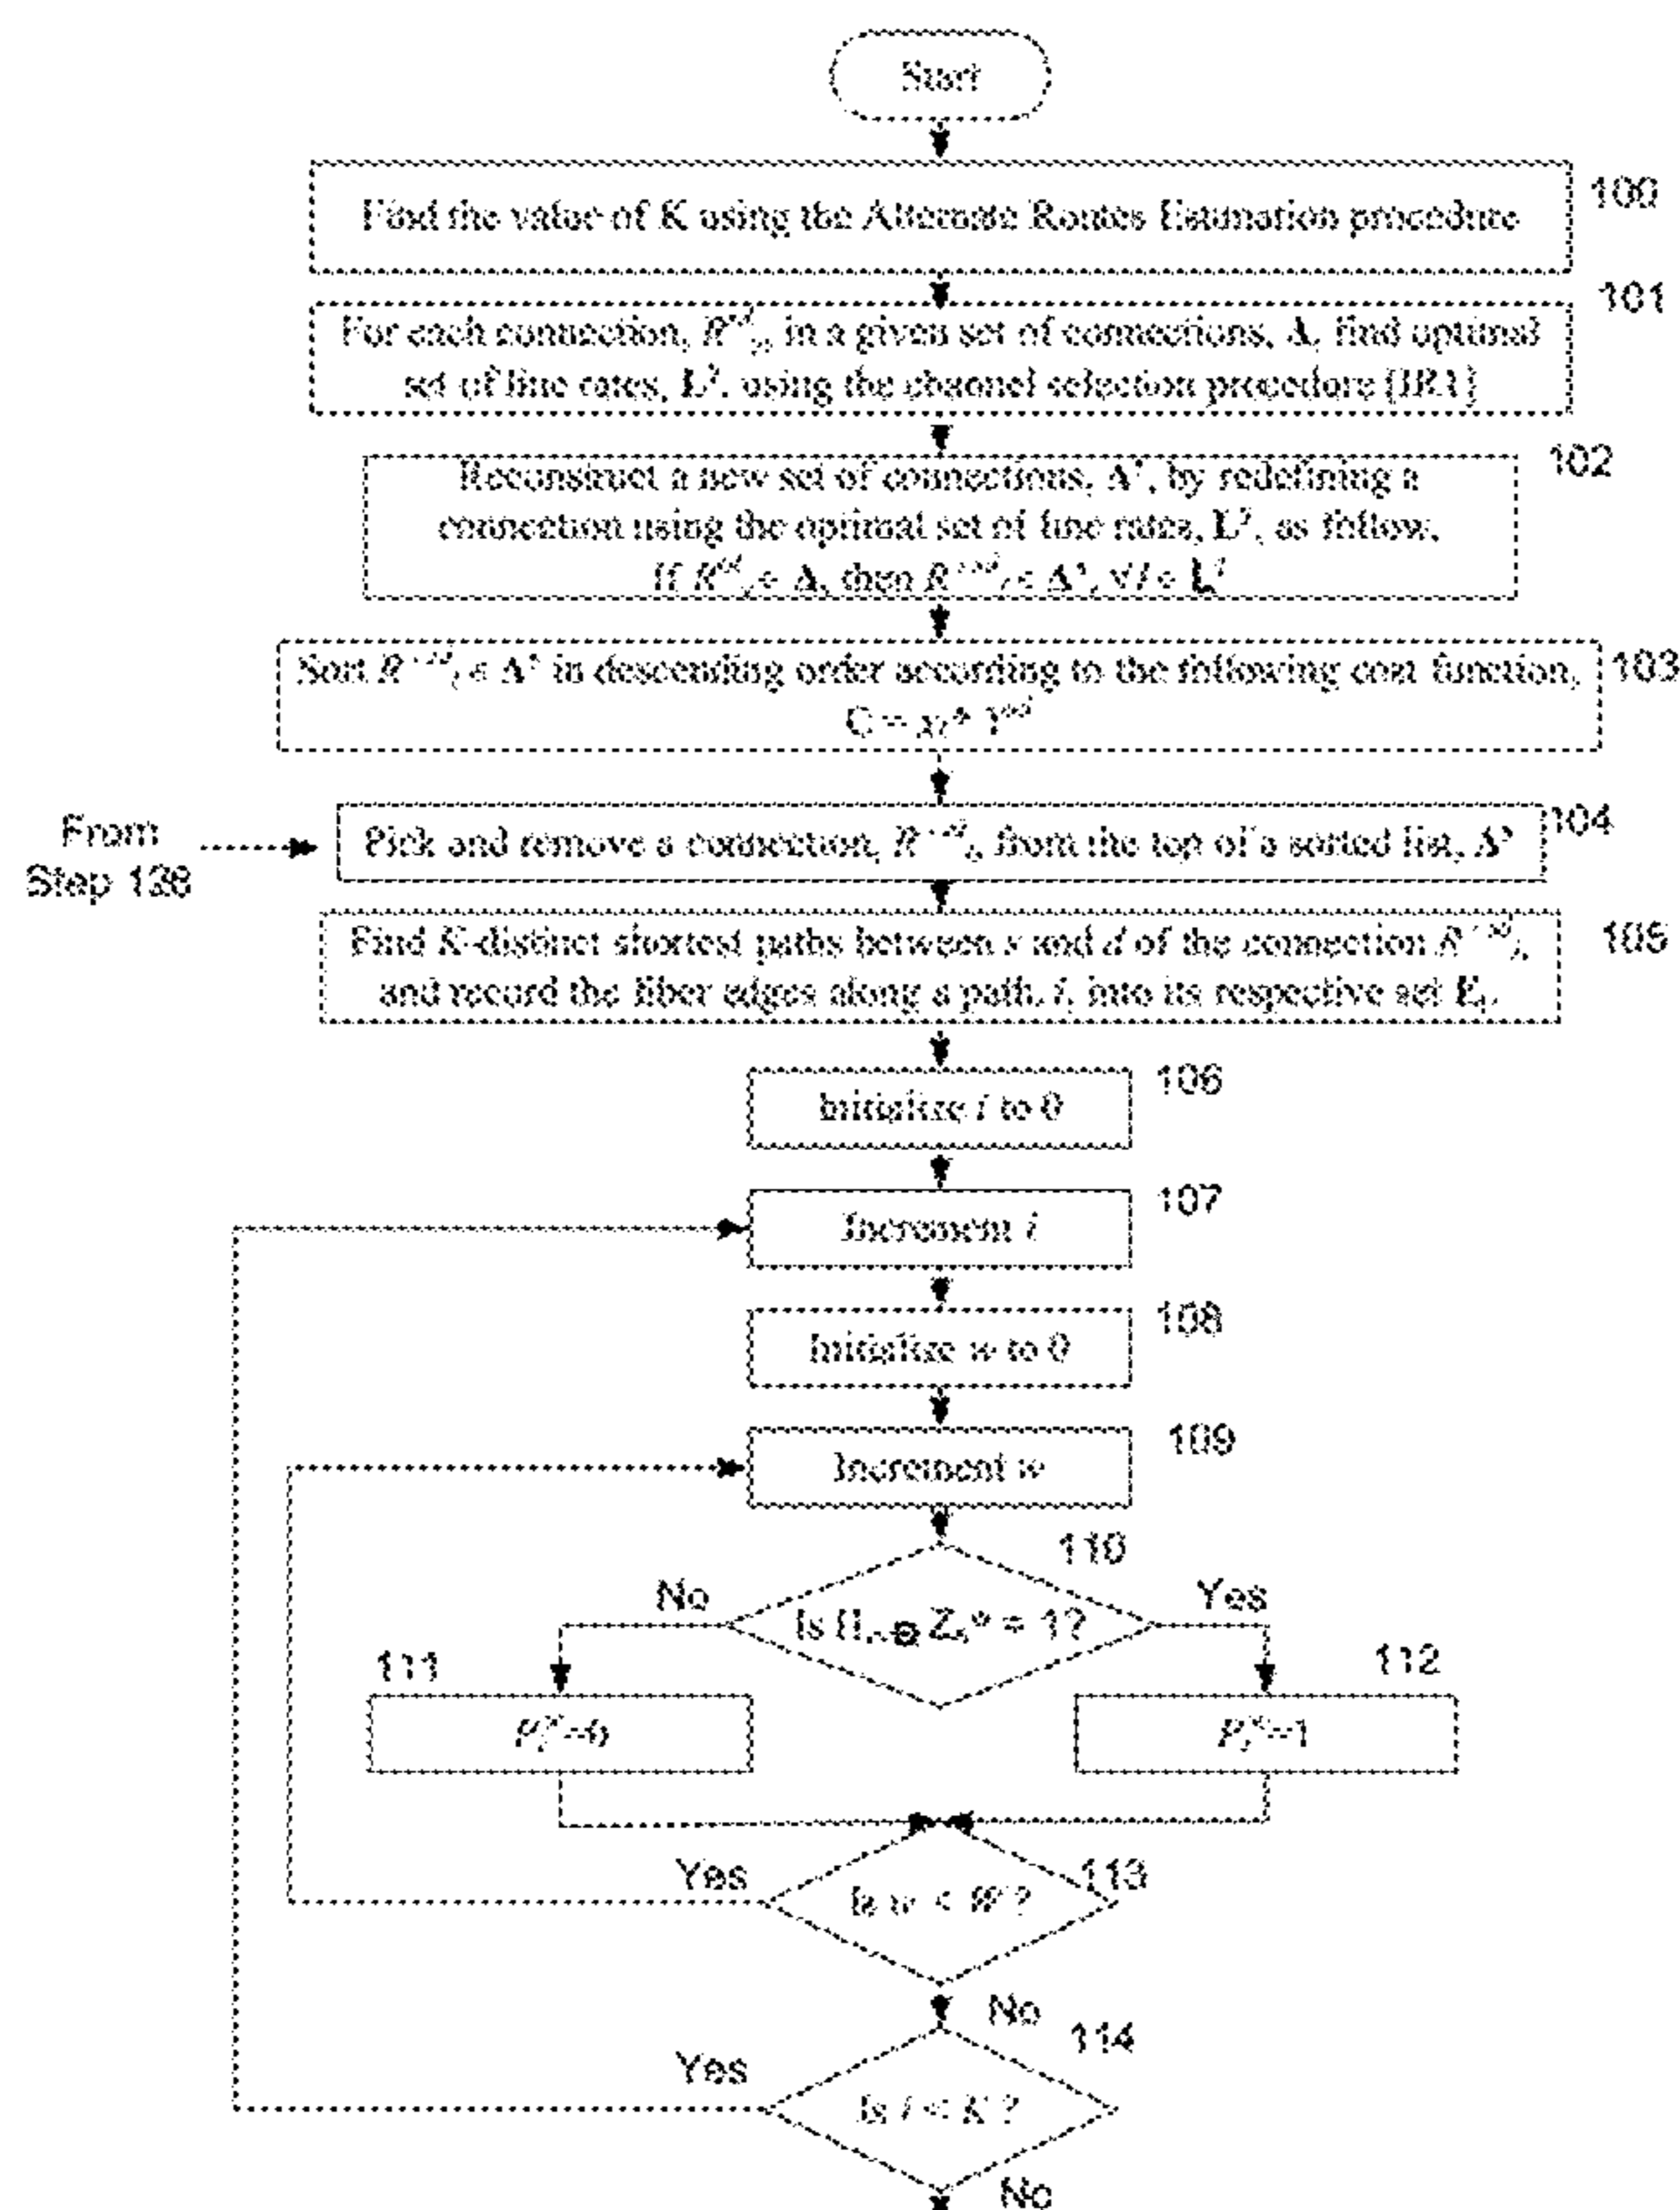 Start
Find the value of K using the Alternate Routes Estimation procedure
100
101
For each connection, in a given set of connections, Λ, find optimal
set of line rates, using the channel selection procedure [IR1]
102
Reconstruct a new set of connections, Λ', by redefining a
connection using the optimal set of line rates, as follow,
If then
103
Sort in descending order according to the following cost function,
C =
From
Step 126
104
Pick and remove a connection, from the top of a sorted list, Λ'
105
Find K-distinct shortest paths between s and d of the connection
and record the fiber edges along a path, i, into its respective set
106
Initialize i to 0
107
Increment i
108
Initialize w to 0
109
Increment w
110
No
Yes
Is = 1?
111
112
113
Yes
Is w < W ?
No
114
Yes
Is i < K ?
No